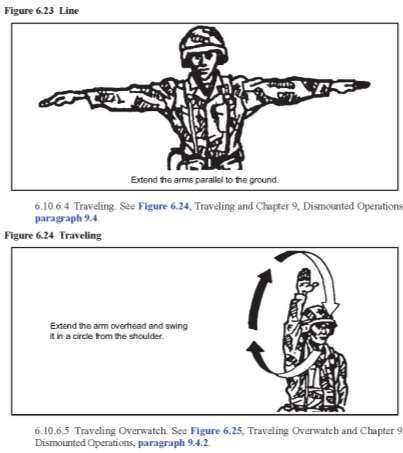 Figure 6.23 Line
Extend the arms parallel to the ground.
6.10.6.4 Traveling. See Figure 6.24, Traveling and Chapter 9, Dismounted Operations
paragraph 9.4.
Figure 6.24 Traveling
Extend the arm overhead and swing
it in a circle from the shoulder.
6.10.6.5 Traveling Overwatch. See Figure 6.25, Traveling Overwatch and Chapter 9
Dismounted Operations, paragraph 9.4.2.